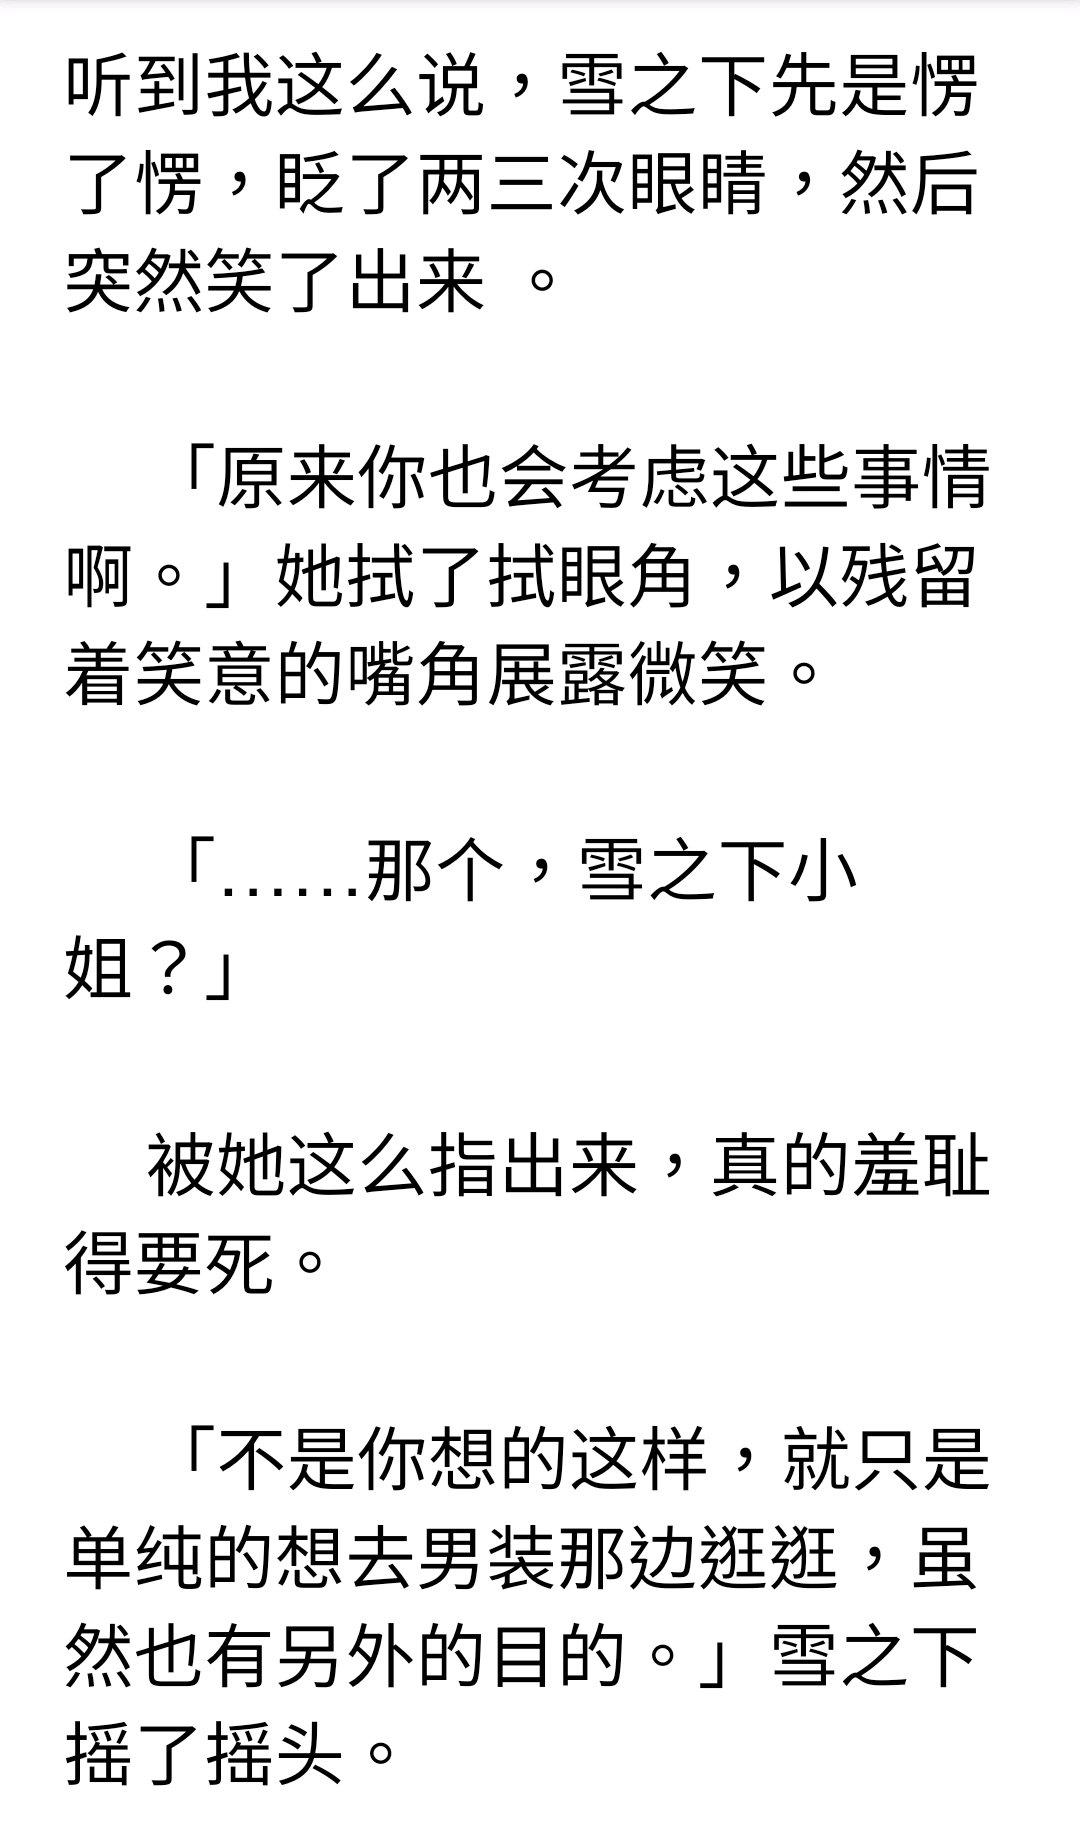 听到我这么说，雪之下先是愣
了愣，眨了两三次眼睛，然后
突然笑了出来 。
「原来你也会考虑这些事情
啊。」她拭了拭眼角，以残留
着笑意的嘴角展露微笑。
「……那个，雪之下小
姐？」
被她这么指出来，真的羞耻
得要死。
「不是你想的这样，就只是
单纯的想去男装那边逛逛，虽
然也有另外的目的。」雪之下
摇了摇头。